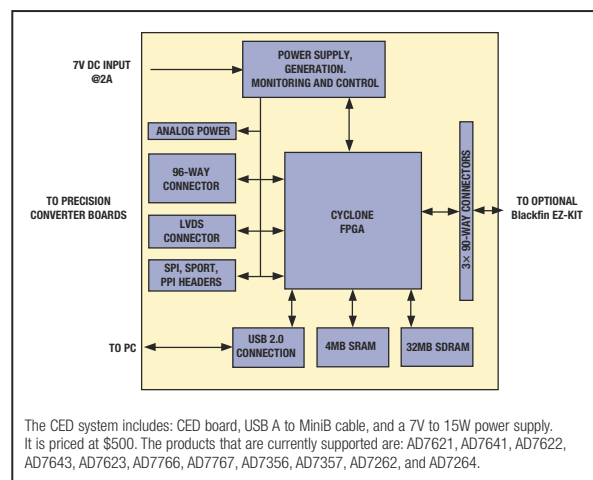 7V DC INPUT
@2A
POWER SUPPLY,
GENERATION.
MONITORING AND CONTROL
ANALOG POWER
96-WAY
CONNECTOR
TO PRECISION
CONVERTER BOARDS
LVDS
CONNECTOR
SPI, SPORT,
PPI HEADERS
CYCLONE
FPGA
3× 90-WAY CONNECTORS
TO OPTIONAL
Blackfin EZ-KIT
TO PC
USB 2.0
CONNECTION
4MB SRAM
32MB SDRAM
The CED system includes: CED board, USB A to MiniB cable, and a 7V to 15W power supply.
It is priced at $500. The products that are currently supported are: AD7621, AD7641, AD7622,
AD7643, AD7623, AD7766, AD7767, AD7356, AD7357, AD7262, and AD7264.